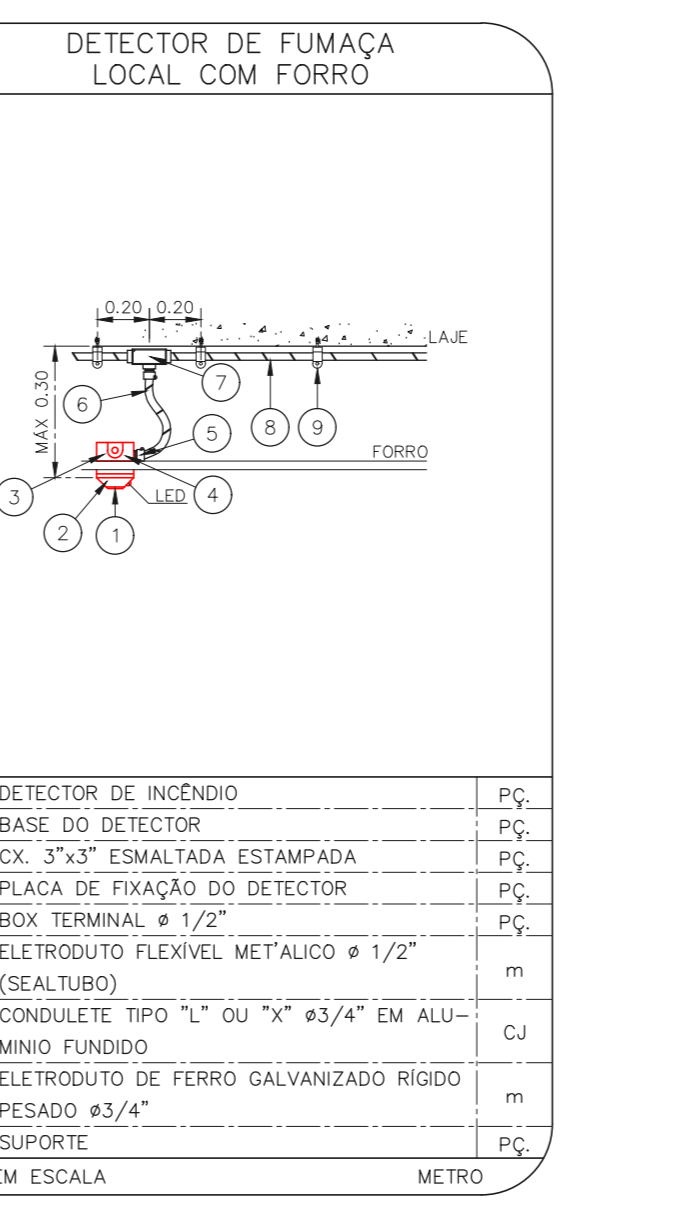 DETECTOR DE FUMAÇA
LOCAL COM FORRO
0.20 0.20
LAJE
MÁX 0.30
7
6
5
8
9
FORRO
3
LED
4
2
1
DETECTOR DE INCÊNDIO PÇ.
BASE DO DETECTOR PÇ.
CX. 3"x3" ESMALTADA ESTAMPADA PÇ.
PLACA DE FIXAÇÃO DO DETECTOR PÇ.
BOX TERMINAL ø 1/2" PÇ.
ELETRODUTO FLEXÍVEL MET'ALICO ø 1/2"
(SEALTUBO) m
CONDULETE TIPO "L" OU "X" ø3/4" EM ALU-
MINIO FUNDIDO CJ
ELETRODUTO DE FERRO GALVANIZADO RÍGIDO
PESADO ø3/4" m
SUPORTE PÇ.
EM ESCALA METRO